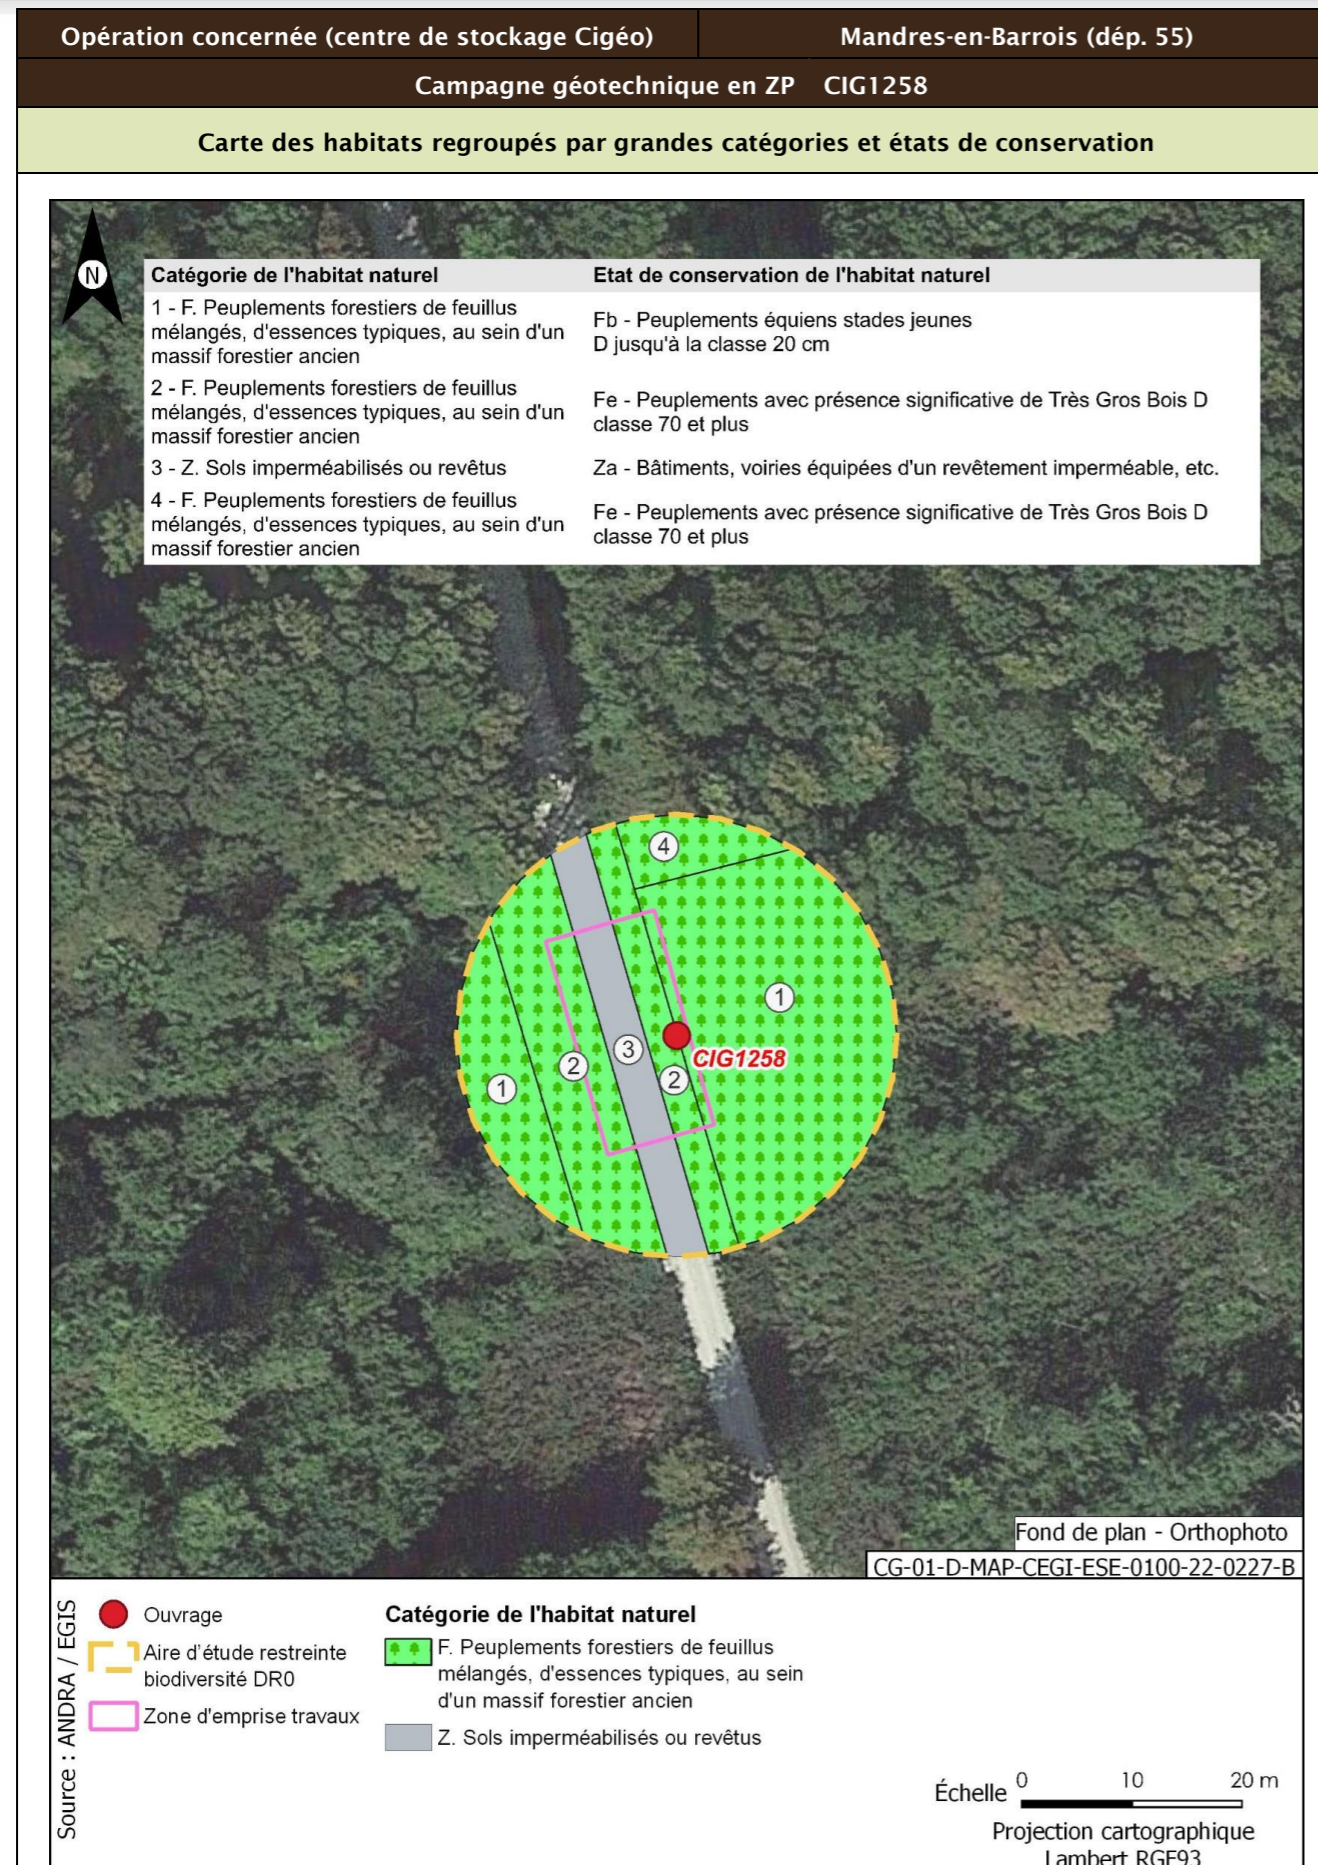 Opération concernée (centre de stockage Cigéo)
Mandres-en-Barrois (dép. 55)
Campagne géotechnique en ZP CIG1258
Carte des habitats regroupés par grandes catégories et états de conservation
N
Catégorie de l'habitat naturel
Etat de conservation de l'habitat naturel
1 - F. Peuplements forestiers de feuillus
mélangés, d'essences typiques, au sein d'un
massif forestier ancien
Fb - Peuplements équiens stades jeunes
D jusqu'à la classe 20 cm
2 - F. Peuplements forestiers de feuillus
mélangés, d'essences typiques, au sein d'un
massif forestier ancien
Fe - Peuplements avec présence significative de Très Gros Bois D
classe 70 et plus
3 - Z. Sols imperméabilisés ou revêtus
Za - Bâtiments, voiries équipées d'un revêtement imperméable, etc.
4 - F. Peuplements forestiers de feuillus
mélangés, d'essences typiques, au sein d'un
massif forestier ancien
Fe - Peuplements avec présence significative de Très Gros Bois D
classe 70 et plus
4
1
3
CIG1258
2
2
1
Fond de plan - Orthophoto
CG-01-D-MAP-CEGI-ESE-0100-22-0227-B
Source : ANDRA / EGIS
Ouvrage
Aire d'étude restreinte
biodiversité DR0
Zone d'emprise travaux
Catégorie de l'habitat naturel
F. Peuplements forestiers de feuillus
mélangés, d'essences typiques, au sein
d'un massif forestier ancien
Z. Sols imperméabilisés ou revêtus
Échelle 0 10 20 m
Projection cartographique
Lambert RGF93